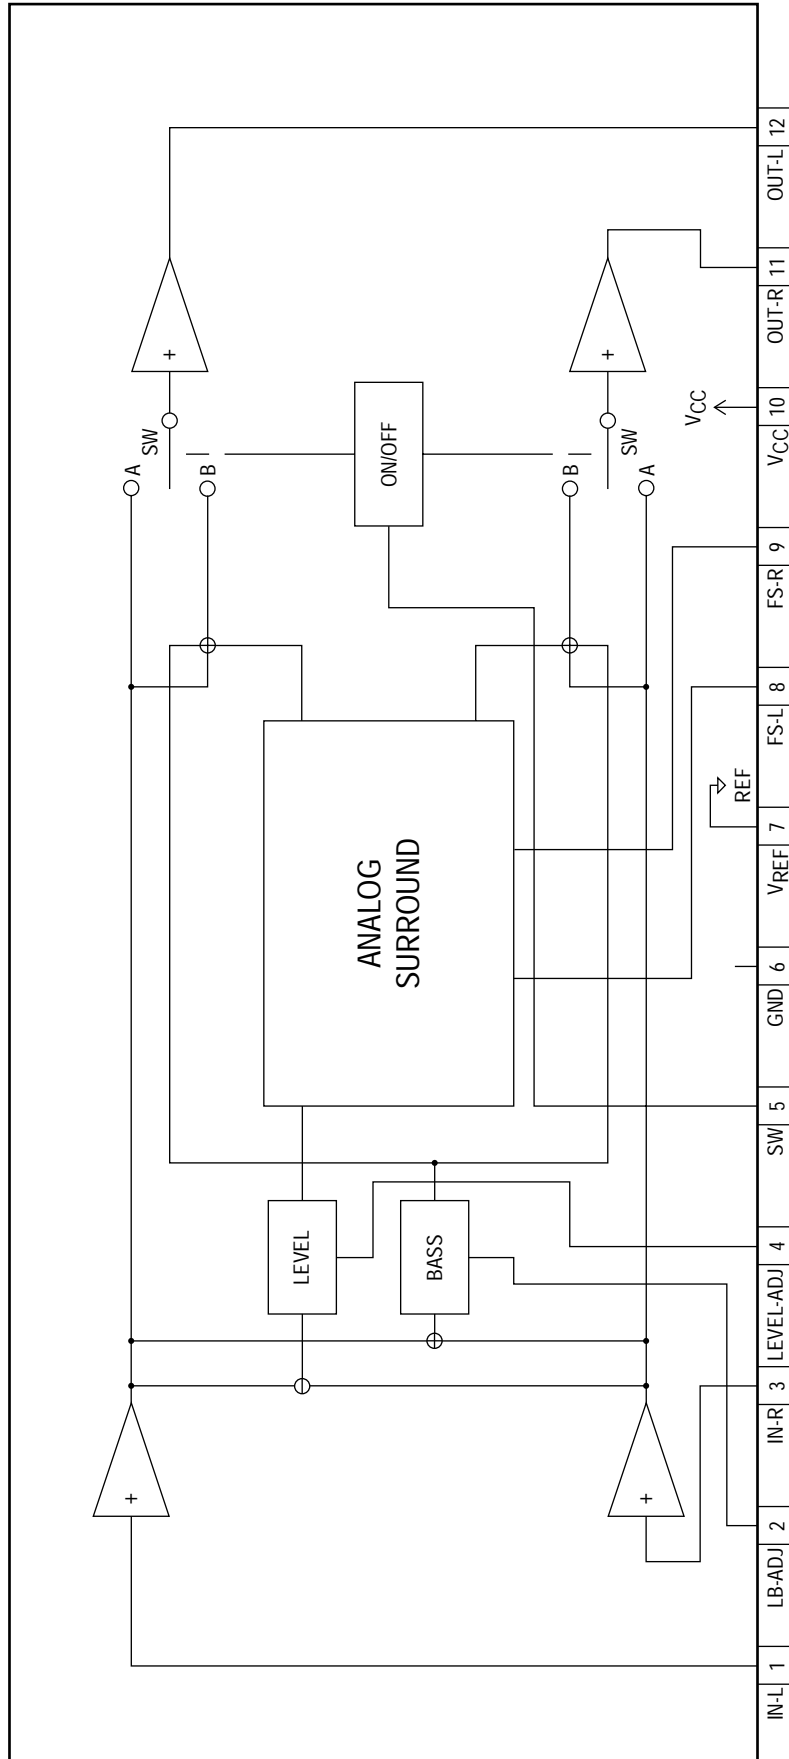 +
+
SW
SW
A
B
B
A
ON/OFF
ANALOG
SURROUND
LEVEL
BASS
+
+
VCC
REF
1
2
3
4
5
6
7
8
9
10
11
12
IN-L
LB-ADJ
IN-R
LEVEL-ADJ
SW
GND
VREF
FS-L
FS-R
VCC
OUT-R
OUT-L